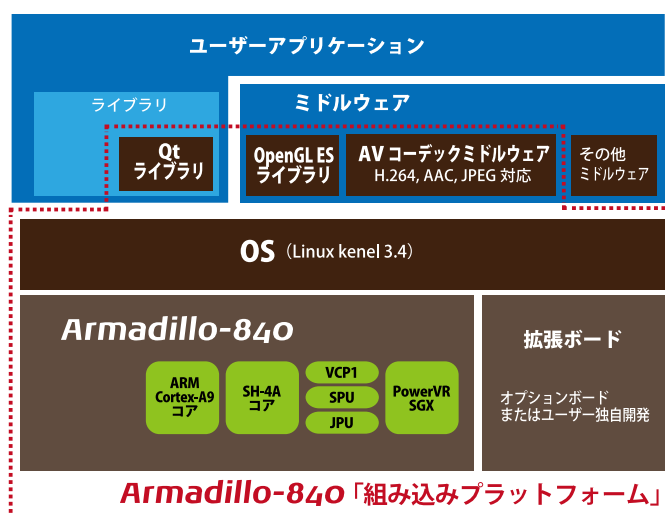 ユーザーアプリケーション
ライブラリ
ミドルウェア
Qt
ライブラリ
OpenGL ES
ライブラリ
AV コーデックミドルウェア
H.264, AAC, JPEG 対応
その他
ミドルウェア
OS（Linux kenel 3.4）
Armadillo-840
拡張ボード
ARM
Cortex-A9
コア
SH-4A
コア
VCP1
SPU
JPU
PowerVR
SGX
オプションボード
またはユーザー独自開発
Armadillo-840「組み込みプラットフォーム」